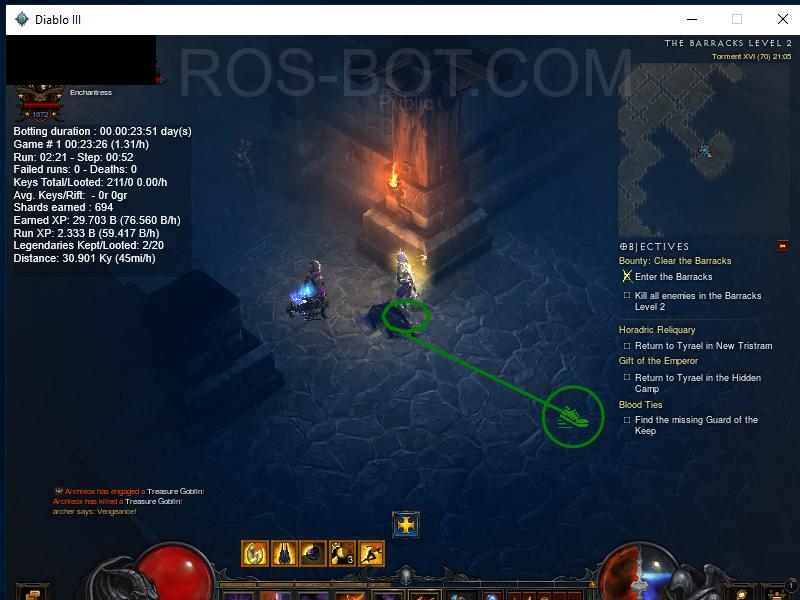 Diablo III
THE BARRACKS LEVEL 2
Torment XVI (70) 21:05
ROS-BOT.COM
Public
Enchantress
1672
Botting duration : 00.00:23:51 day(s)
Game # 1 00:23:26 (1.31/h)
Run: 02:21 - Step: 00:52
Failed runs: 0 - Deaths: 0
Keys Total/Looted: 211/0 0.00/h
Avg. Keys/Rift:  - 0r 0gr
Shards earned : 694
Earned XP: 29.703 B (76.560 B/h)
Run XP: 2.333 B (59.417 B/h)
Legendaries Kept/Looted: 2/20
Distance: 30.901 Ky (45mi/h)
OBJECTIVES
Bounty: Clear the Barracks
Enter the Barracks
Kill all enemies in the Barracks
Level 2
Horadric Reliquary
Return to Tyrael in New Tristram
Gift of the Emperor
Return to Tyrael in the Hidden
Camp
Blood Ties
Find the missing Guard of the
Keep
Archleox has engaged a Treasure Goblin!
Archleox has killed a Treasure Goblin!
archer says: Vengeance!
3
1